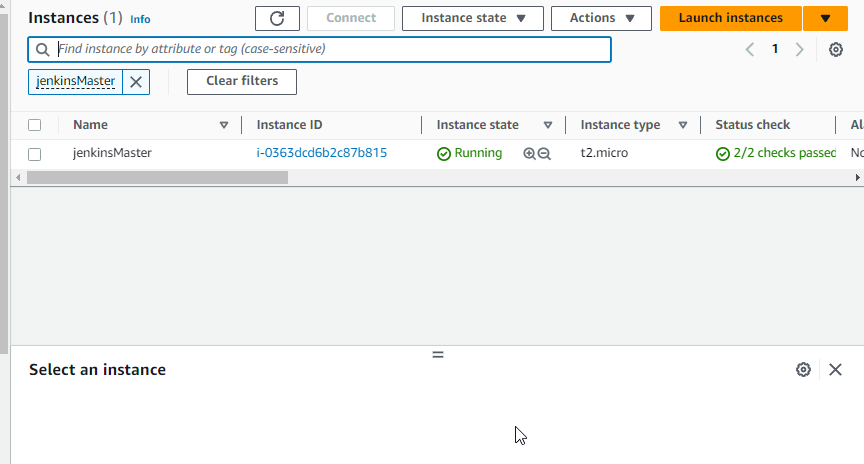 Instances (1) Info Connect Instance state Actions Launch instances
Find instance by attribute or tag (case-sensitive) 1
jenkinsMaster Clear filters
Name Instance ID Instance state Instance type Status check
jenkinsMaster i-0363dcd6b2c87b815 Running t2.micro 2/2 checks passed No
Select an instance